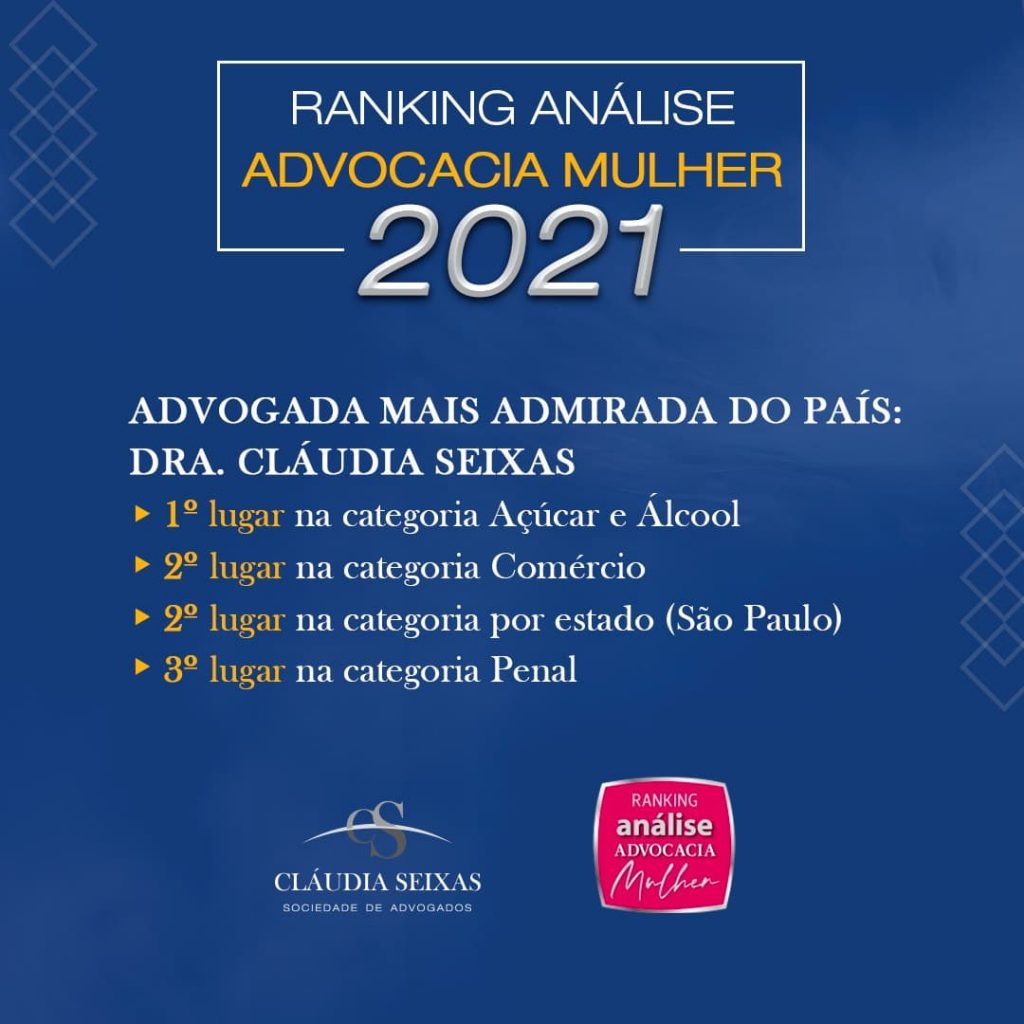 RANKING ANÁLISE
ADVOCACIA MULHER
2021
ADVOGADA MAIS ADMIRADA DO PAÍS:
DRA. CLÁUDIA SEIXAS
1º lugar na categoria Açúcar e Álcool
2º lugar na categoria Comércio
2º lugar na categoria por estado (São Paulo)
3º lugar na categoria Penal
CS
CLÁUDIA SEIXAS
SOCIEDADE DE ADVOGADOS
RANKING
análise
ADVOCACIA
Mulher